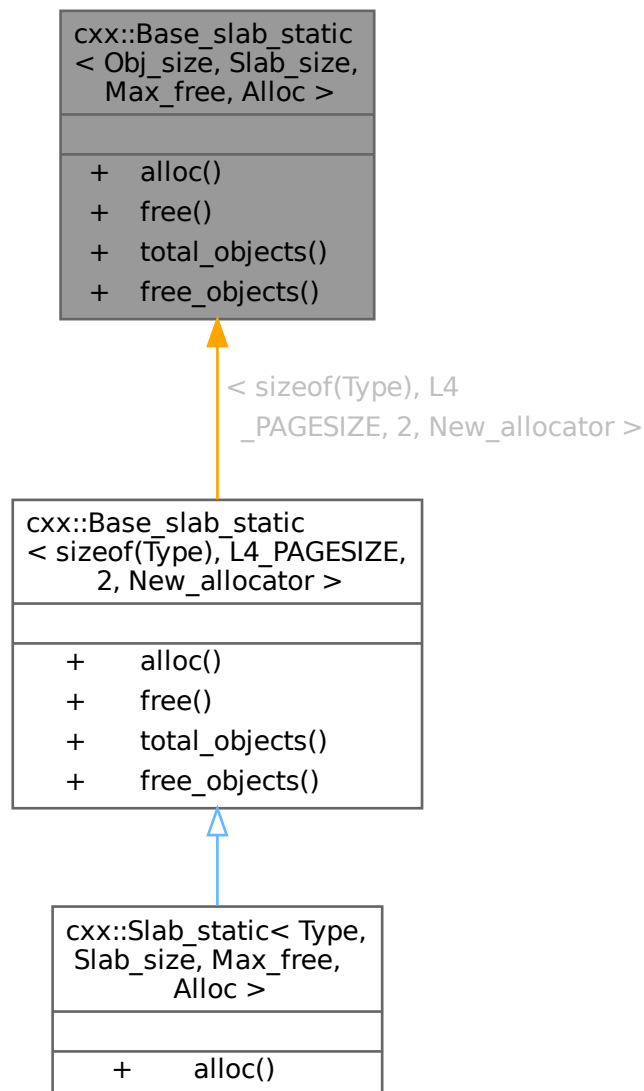 cxx::Base_slab_static
< Obj_size, Slab_size,
Max_free, Alloc >
+ alloc()
+ free()
+ total_objects()
+ free_objects()
< sizeof(Type), L4
_PAGESIZE, 2, New_allocator >
cxx::Base_slab_static
< sizeof(Type), L4_PAGESIZE,
2, New_allocator >
+ alloc()
+ free()
+ total_objects()
+ free_objects()
cxx::Slab_static< Type,
Slab_size, Max_free,
Alloc >
+ alloc()